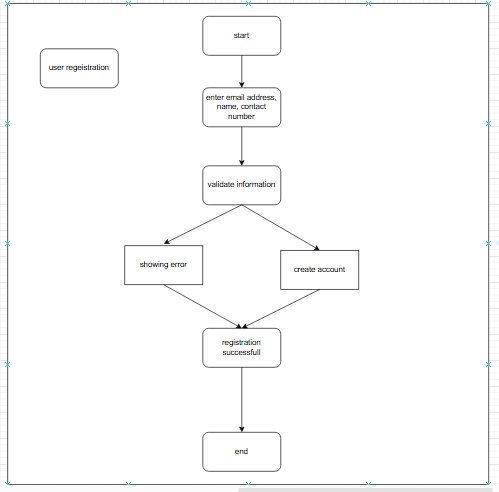 start
user regeistration
enter email address,
name, contact
number
validate information
showing error
create account
registration
successfull
end